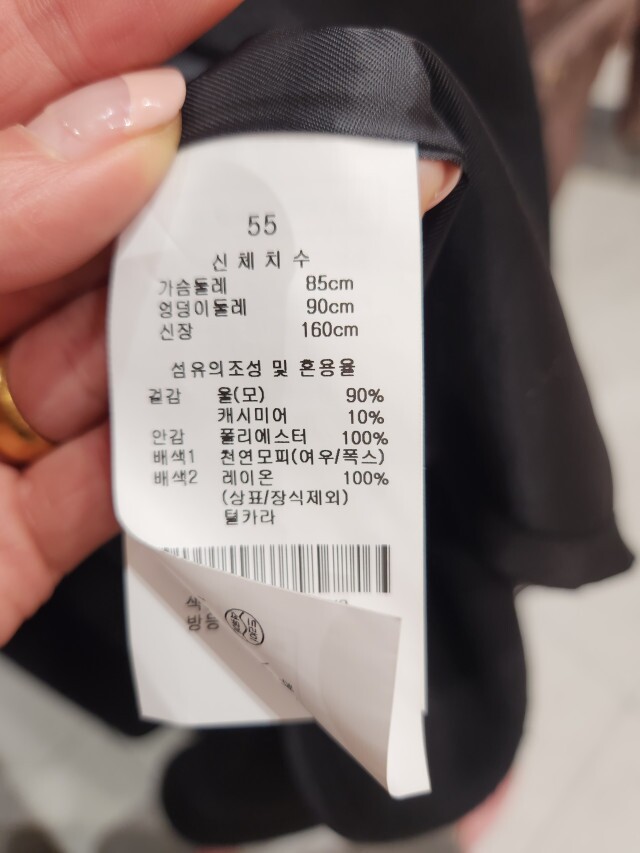 55
신체치수
가슴둘레 85cm
엉덩이둘레 90cm
신장 160cm
섬유의조성 및 혼용율
겉감 울(모) 90%
캐시미어 10%
안감 폴리에스터 100%
배색1 천연모피(여우/폭스)
배색2 레이온 100%
(상표/장식제외)
털카라